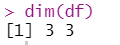 > dim(df)
[1] 3 3